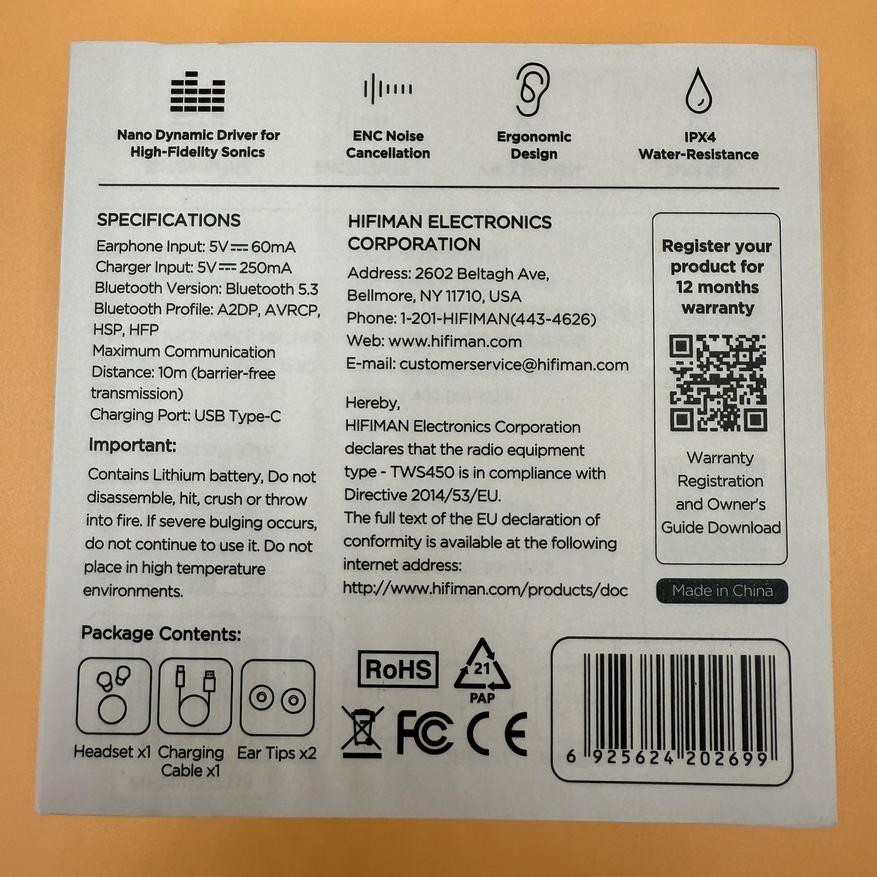 Nano Dynamic Driver for
High-Fidelity Sonics
ENC Noise
Cancellation
Ergonomic
Design
IPX4
Water-Resistance
SPECIFICATIONS
Earphone Input: 5V⎓60mA
Charger Input: 5V⎓250mA
Bluetooth Version: Bluetooth 5.3
Bluetooth Profile: A2DP, AVRCP,
HSP, HFP
Maximum Communication
Distance: 10m (barrier-free
transmission)
Charging Port: USB Type-C
Important:
Contains Lithium battery, Do not
disassemble, hit, crush or throw
into fire. If severe bulging occurs,
do not continue to use it. Do not
place in high temperature
environments.
HIFIMAN ELECTRONICS
CORPORATION
Address: 2602 Beltagh Ave,
Bellmore, NY 11710, USA
Phone: 1-201-HIFIMAN(443-4626)
Web: www.hifiman.com
E-mail: customerservice@hifiman.com
Hereby,
HIFIMAN Electronics Corporation
declares that the radio equipment
type - TWS450 is in compliance with
Directive 2014/53/EU.
The full text of the EU declaration of
conformity is available at the following
internet address:
http://www.hifiman.com/products/doc
Register your
product for
12 months
warranty
Warranty
Registration
and Owner's
Guide Download
Made in China
Package Contents:
Headset x1
Charging
Cable x1
Ear Tips x2
RoHS
21
PAP
FC CE
6 925624 202699